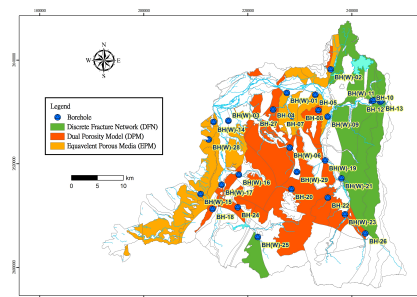 N
W
E
S
Legend
Borehole
Discrete Fracture Network (DFN)
Dual Porosity Model (DPM)
Equavelent Porous Media (EPM)
0
5
10
km
BH(W)-02
BH(W)-11
BH-10
BH-12
BH-13
BH(W)-01
BH-05
BH(W)-03
BH-04
BH-27
BH-07
BH-08
BH(W)-09
BH(W)-14
BH(W)-28
BH(W)-06
BH(W)-19
BH(W)-29
BH(W)-16
BH(W)-17
BH(W)-21
BH-20
BH(W)-15
BH-18
BH-24
BH-22
BH(W)-23
BH(W)-25
BH-26